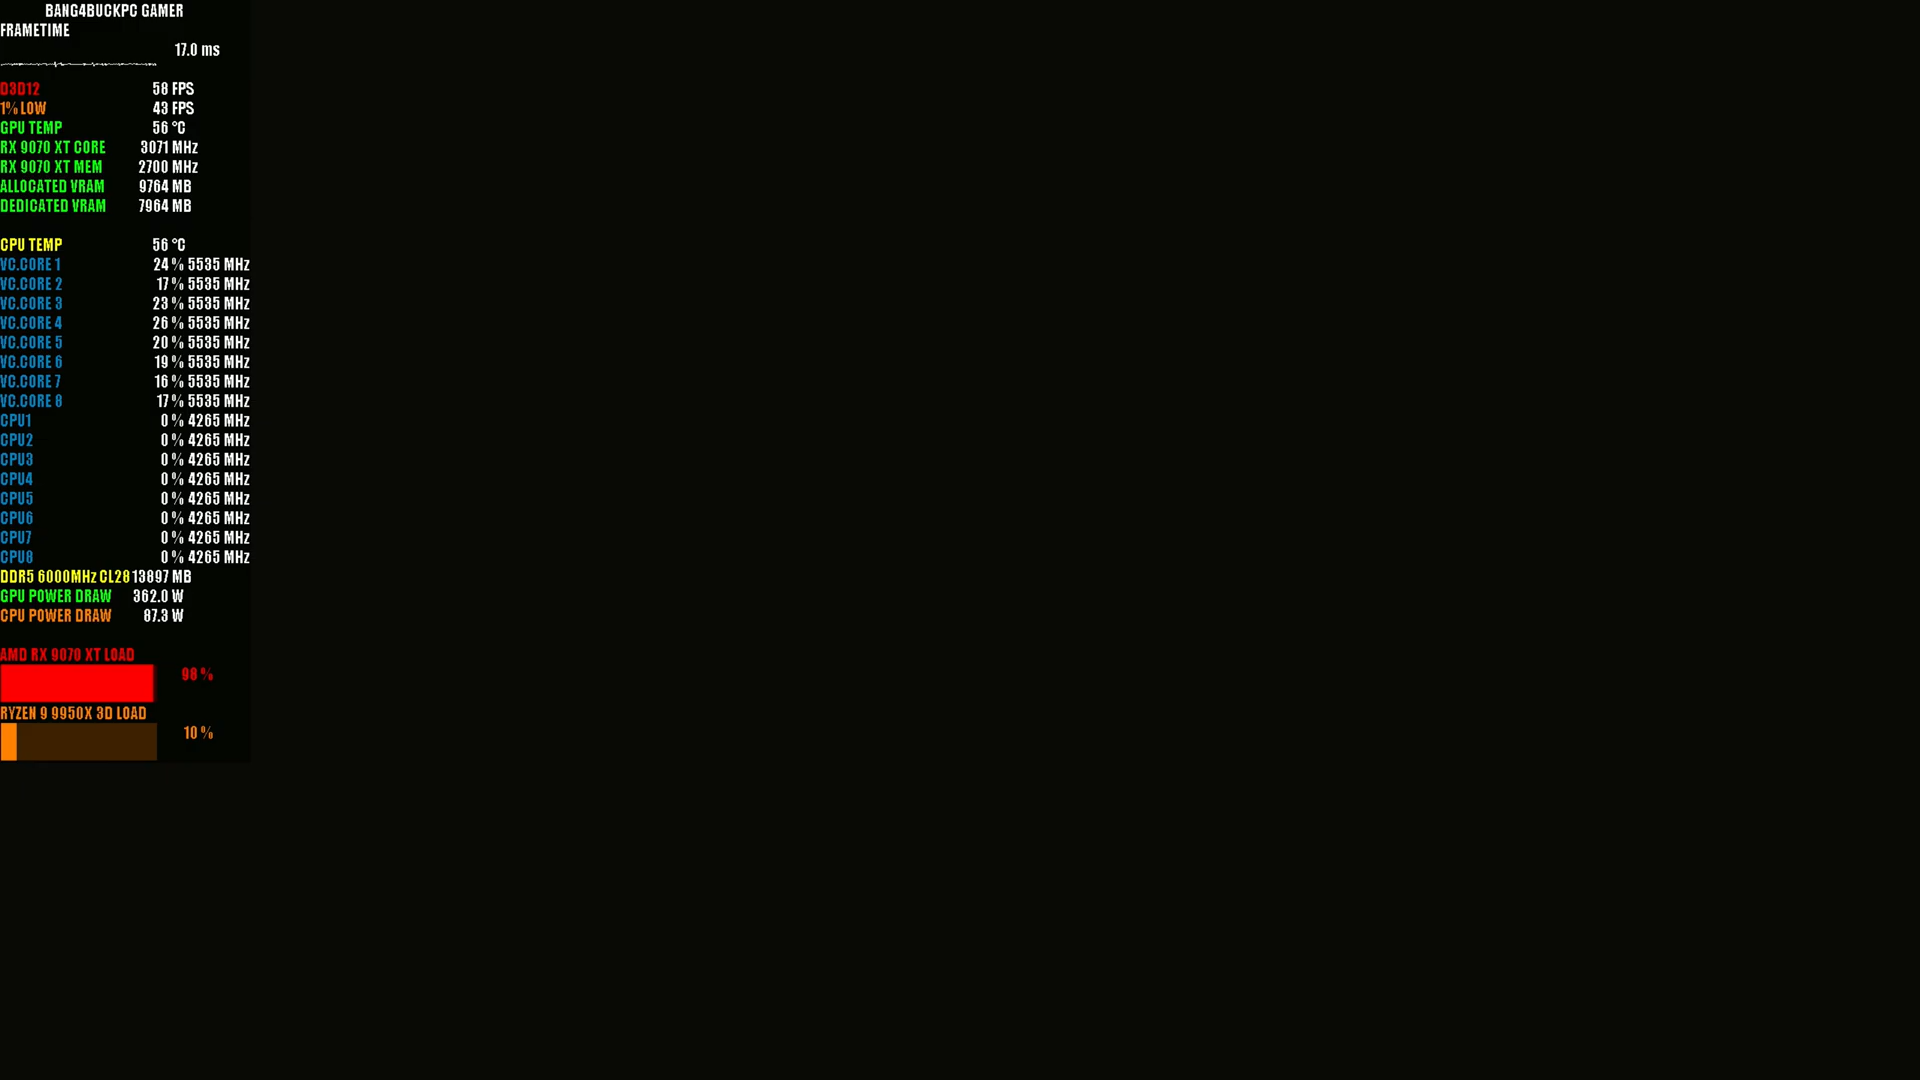 BANG4BUCKPC GAMER
FRAMETIME
17.0 ms
D3D12 58 FPS
1% LOW 43 FPS
GPU TEMP 56 °C
RX 9070 XT CORE 3071 MHz
RX 9070 XT MEM 2700 MHz
ALLOCATED VRAM 9764 MB
DEDICATED VRAM 7964 MB
CPU TEMP 56 °C
VC.CORE 1 24 % 5535 MHz
VC.CORE 2 17 % 5535 MHz
VC.CORE 3 23 % 5535 MHz
VC.CORE 4 26 % 5535 MHz
VC.CORE 5 20 % 5535 MHz
VC.CORE 6 19 % 5535 MHz
VC.CORE 7 16 % 5535 MHz
VC.CORE 8 17 % 5535 MHz
CPU1 0 % 4265 MHz
CPU2 0 % 4265 MHz
CPU3 0 % 4265 MHz
CPU4 0 % 4265 MHz
CPU5 0 % 4265 MHz
CPU6 0 % 4265 MHz
CPU7 0 % 4265 MHz
CPU8 0 % 4265 MHz
DDR5 6000MHz CL28 13897 MB
GPU POWER DRAW 362.0 W
CPU POWER DRAW 87.3 W
AMD RX 9070 XT LOAD
98 %
RYZEN 9 9950X 3D LOAD
10 %